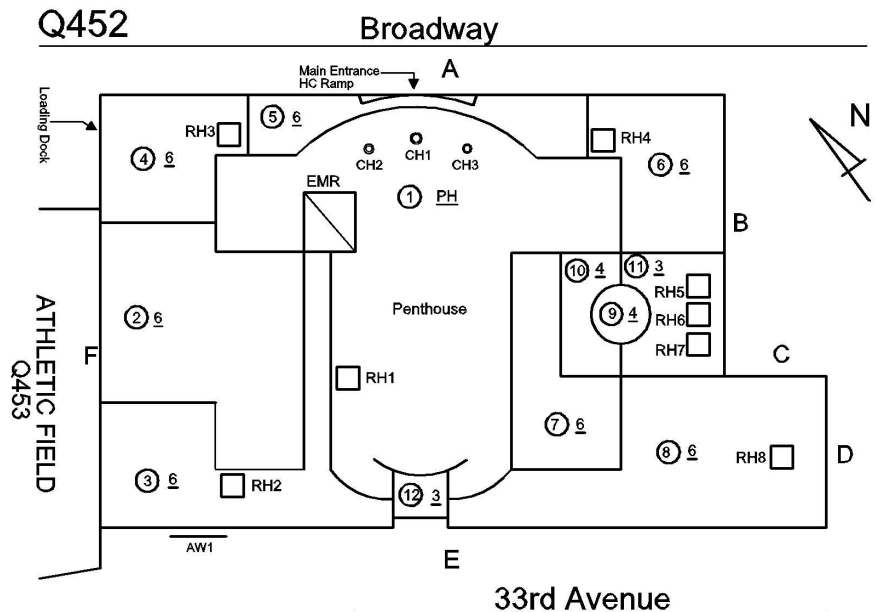 Q452
Broadway
Main Entrance
HC Ramp
A
Loading Dock
N
RH3
5 6
RH4
4 6
CH2
CH1
CH3
6 6
EMR
1 PH
B
10 4
11 3
RH5
2 6
Penthouse
9 4
RH6
RH7
F
ATHLETIC FIELD
Q453
C
RH1
7 6
8 6
RH8
D
3 6
RH2
12 3
AW1
E
33rd Avenue